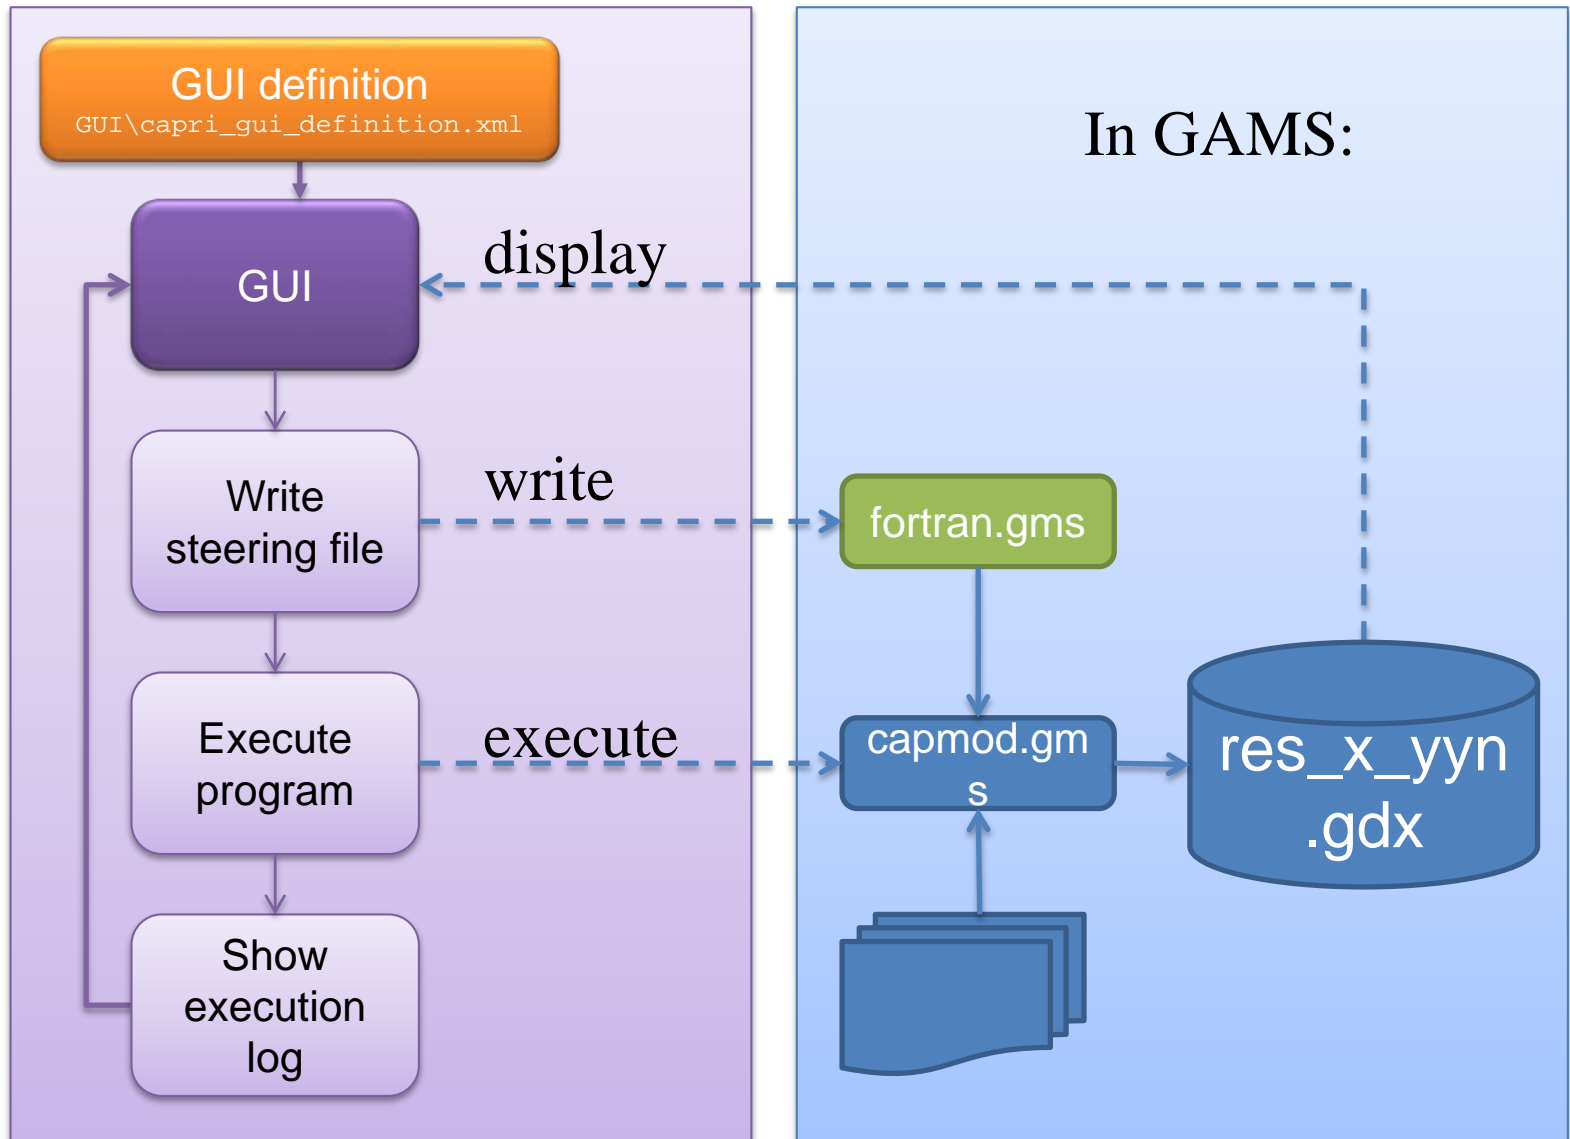 GUI definition
GUI\capri_gui_definition.xml
In GAMS:
GUI
display
Write
steering file
write
fortran.gms
Execute
program
execute
capmod.gm
s
res_x_yyn
.gdx
Show
execution
log